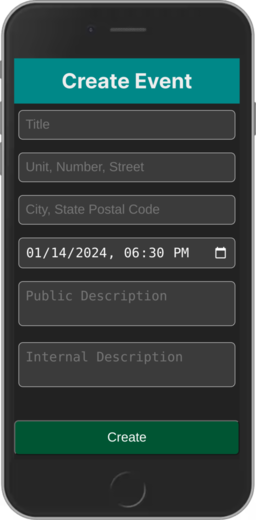 Create Event
Title
Unit, Number, Street
City, State Postal Code
01/14/2024, 06:30 PM
Public Description
Internal Description
Create